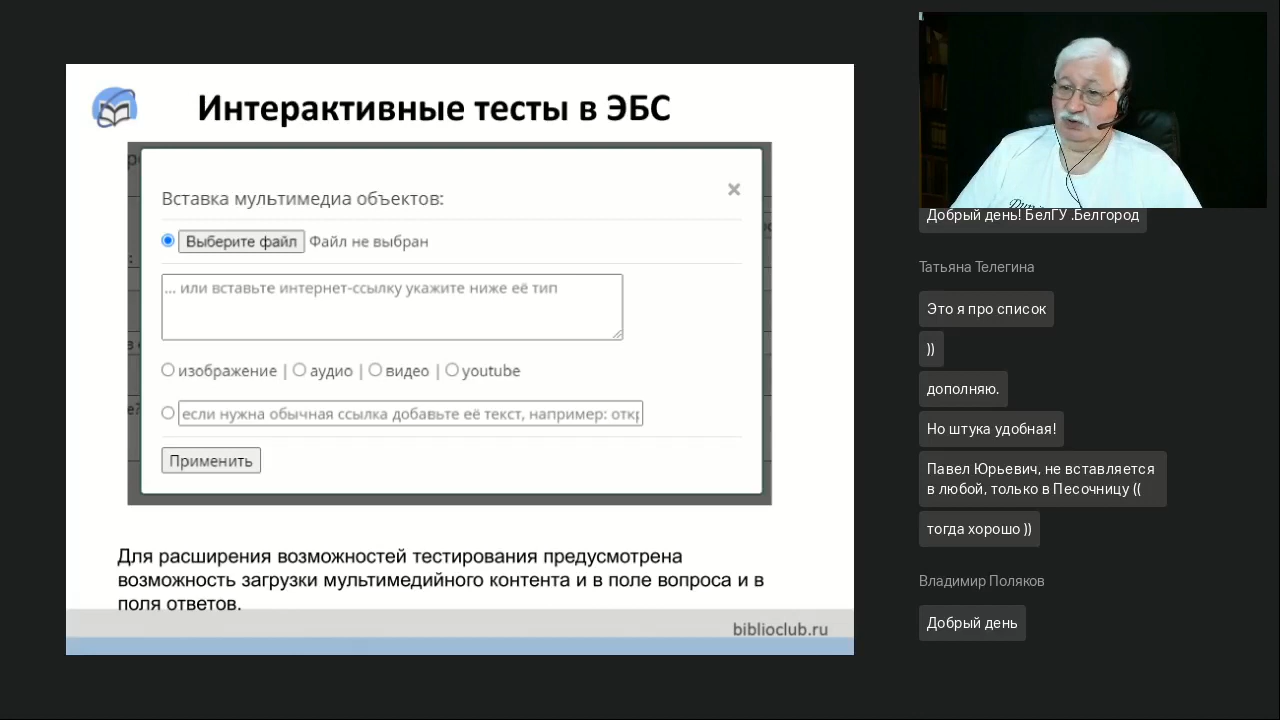 Интерактивные тесты в ЭБС
Вставка мультимедиа объектов:
×
Выберите файл Файл не выбран
... или вставьте интернет-ссылку укажите ниже её тип
изображение | аудио | видео | youtube
если нужна обычная ссылка добавьте её текст, например: откр
Применить
Для расширения возможностей тестирования предусмотрена
возможность загрузки мультимедийного контента и в поле вопроса и в
поля ответов.
biblioclub.ru
Добрый день! БелГУ .Белгород
Татьяна Телегина
Это я про список
))
дополняю.
Но штука удобная!
Павел Юрьевич, не вставляется
в любой, только в Песочницу ((
тогда хорошо ))
Владимир Поляков
Добрый день